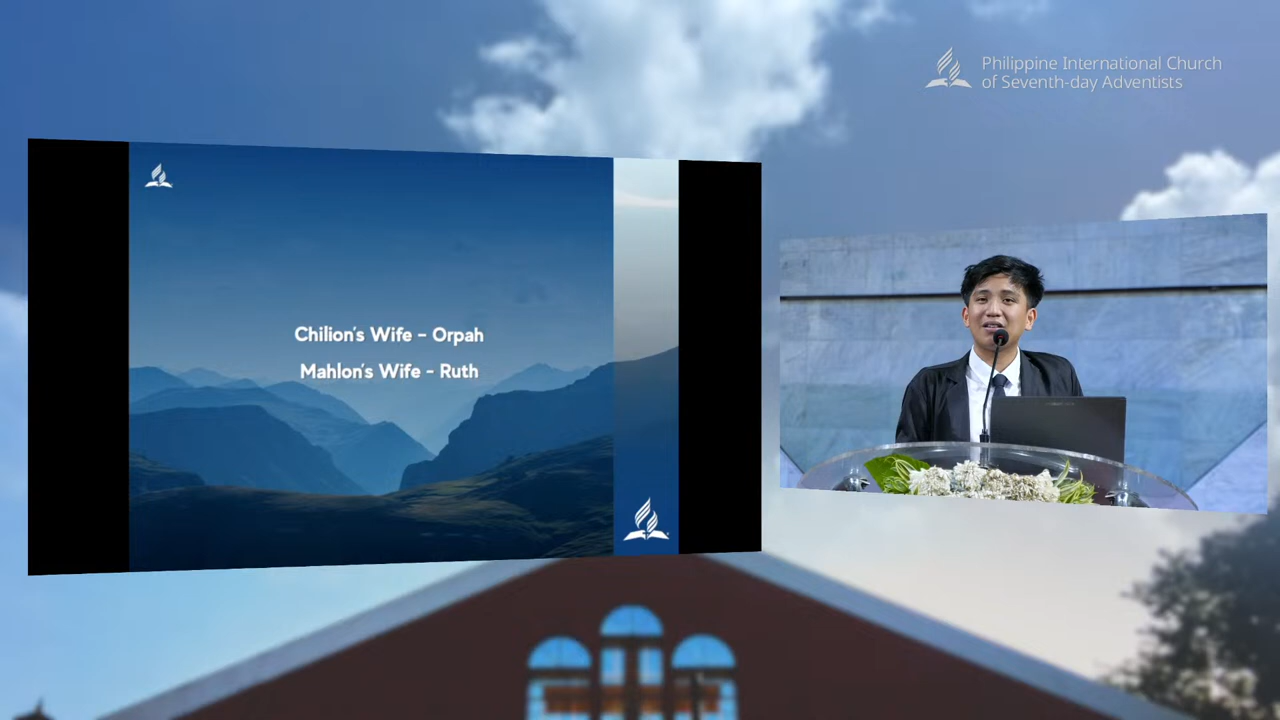 Philippine International Church
of Seventh-day Adventists
Chilion's Wife - Orpah
Mahlon's Wife - Ruth